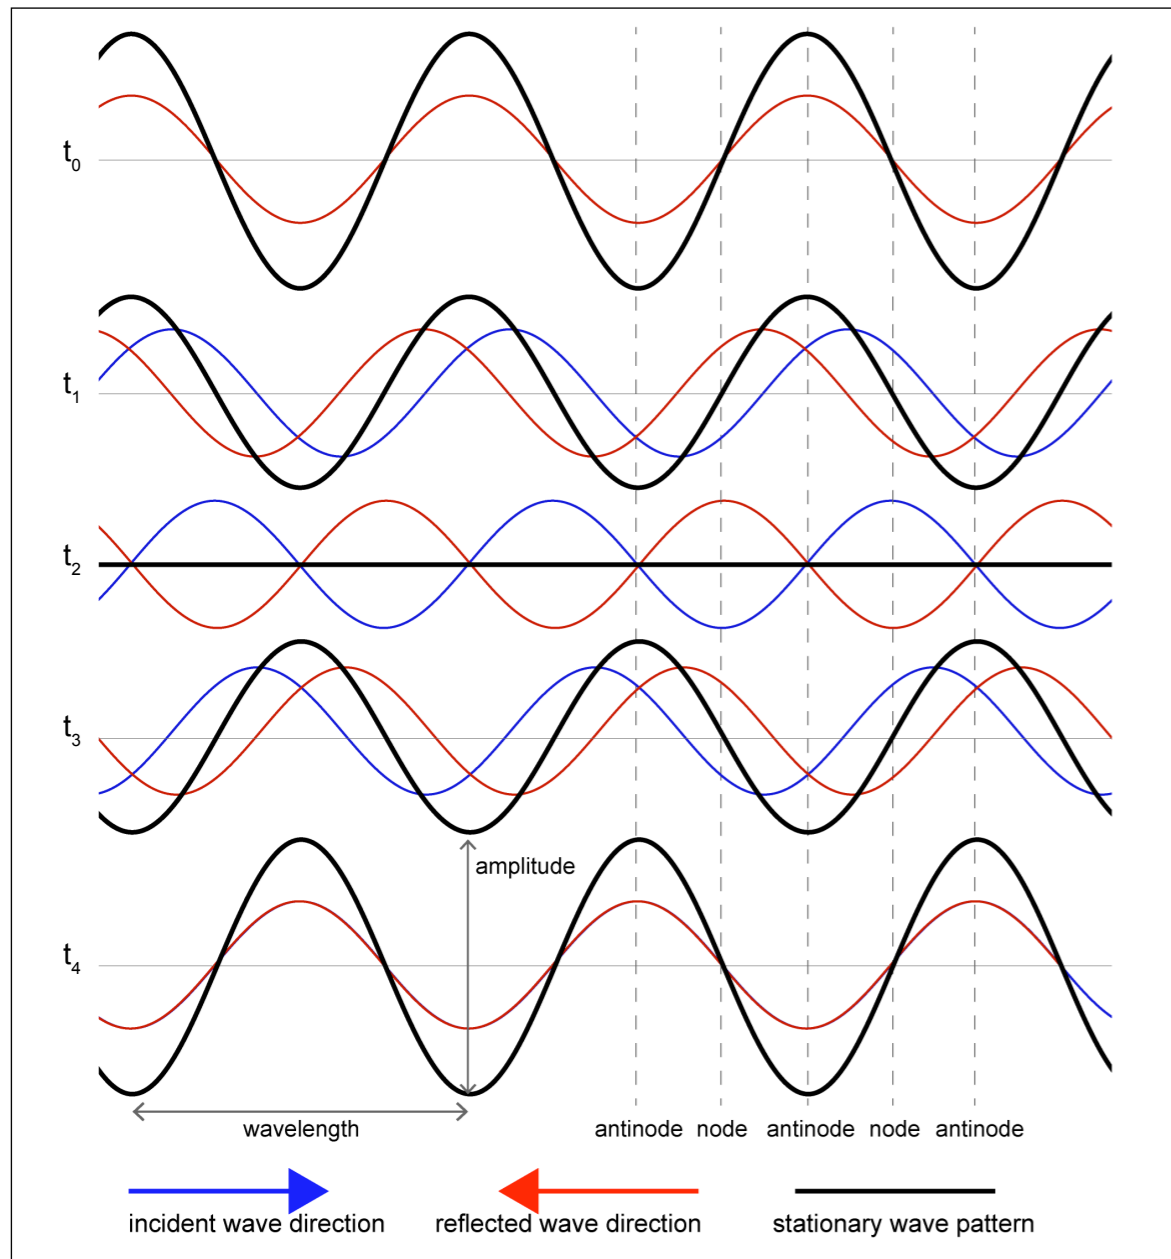 t₀
t₁
t₂
t₃
amplitude
t₄
wavelength
antinode node antinode node antinode
incident wave direction reflected wave direction stationary wave pattern